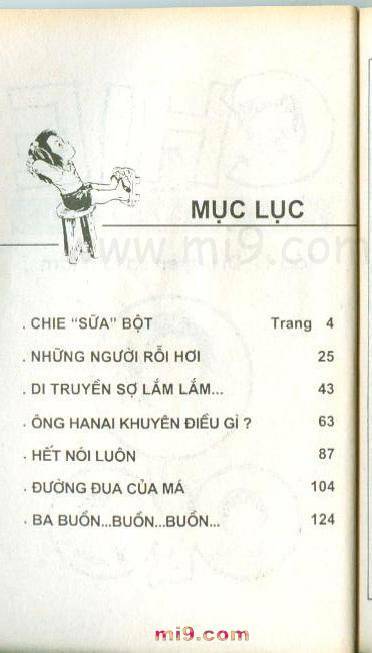 MỤC LỤC
www.mi9.com
. CHIE “SỮA” BỘT Trang 4
. NHỮNG NGƯỜI RỖI HƠI 25
. DI TRUYỀN SỢ LẮM LẮM... 43
. ÔNG HANAI KHUYÊN ĐIỀU GÌ ? 63
. HẾT NÓI LUÔN 87
. ĐƯỜNG ĐUA CỦA MÁ 104
. BA BUỒN...BUỒN...BUỒN... 124
mi9.com